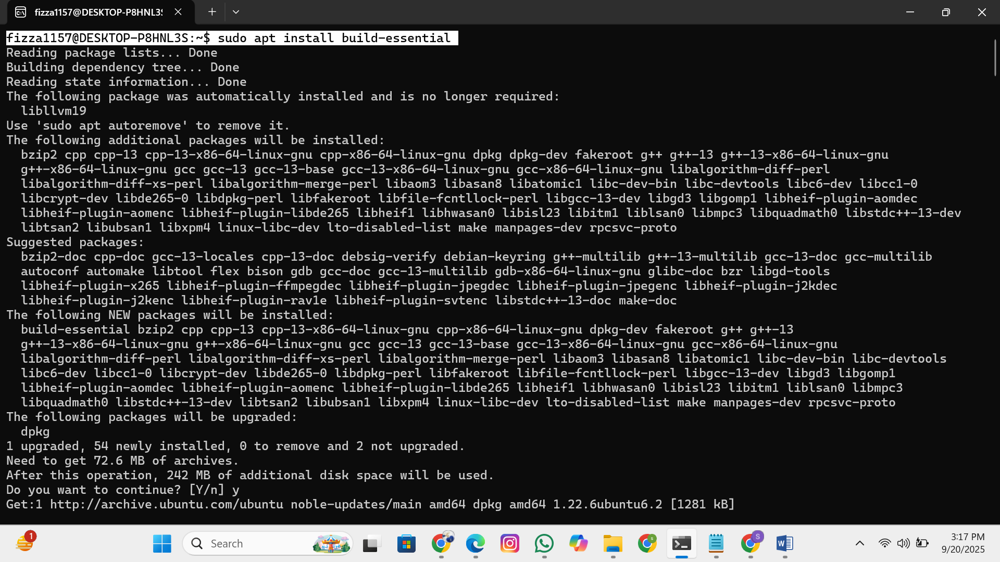 fizza1157@DESKTOP-P8HNL3S
fizza1157@DESKTOP-P8HNL3S:~$ sudo apt install build-essential
Reading package lists... Done
Building dependency tree... Done
Reading state information... Done
The following package was automatically installed and is no longer required:
  libllvm19
Use 'sudo apt autoremove' to remove it.
The following additional packages will be installed:
  bzip2 cpp cpp-13 cpp-13-x86-64-linux-gnu cpp-x86-64-linux-gnu dpkg dpkg-dev fakeroot g++ g++-13 g++-13-x86-64-linux-gnu
  g++-x86-64-linux-gnu gcc gcc-13 gcc-13-base gcc-13-x86-64-linux-gnu gcc-x86-64-linux-gnu libalgorithm-diff-perl
  libalgorithm-diff-xs-perl libalgorithm-merge-perl libaom3 libasan8 libatomic1 libc-dev-bin libc-devtools libc6-dev libcc1-0
  libcrypt-dev libde265-0 libdpkg-perl libfakeroot libfile-fcntllock-perl libgcc-13-dev libgd3 libgomp1 libheif-plugin-aomdec
  libheif-plugin-aomenc libheif-plugin-libde265 libheif1 libhwasan0 libisl23 libitm1 liblsan0 libmpc3 libquadmath0 libstdc++-13-dev
  libtsan2 libubsan1 libxpm4 linux-libc-dev lto-disabled-list make manpages-dev rpcsvc-proto
Suggested packages:
  bzip2-doc cpp-doc gcc-13-locales cpp-13-doc debsig-verify debian-keyring g++-multilib g++-13-multilib gcc-13-doc gcc-multilib
  autoconf automake libtool flex bison gdb gcc-doc gcc-13-multilib gdb-x86-64-linux-gnu glibc-doc bzr libgd-tools
  libheif-plugin-x265 libheif-plugin-ffmpegdec libheif-plugin-jpegdec libheif-plugin-jpegenc libheif-plugin-j2kdec
  libheif-plugin-j2kenc libheif-plugin-rav1e libheif-plugin-svtenc libstdc++-13-doc make-doc
The following NEW packages will be installed:
  build-essential bzip2 cpp cpp-13 cpp-13-x86-64-linux-gnu cpp-x86-64-linux-gnu dpkg-dev fakeroot g++ g++-13
  g++-13-x86-64-linux-gnu g++-x86-64-linux-gnu gcc gcc-13 gcc-13-base gcc-13-x86-64-linux-gnu gcc-x86-64-linux-gnu
  libalgorithm-diff-perl libalgorithm-diff-xs-perl libalgorithm-merge-perl libaom3 libasan8 libatomic1 libc-dev-bin libc-devtools
  libc6-dev libcc1-0 libcrypt-dev libde265-0 libdpkg-perl libfakeroot libfile-fcntllock-perl libgcc-13-dev libgd3 libgomp1
  libheif-plugin-aomdec libheif-plugin-aomenc libheif-plugin-libde265 libheif1 libhwasan0 libisl23 libitm1 liblsan0 libmpc3
  libquadmath0 libstdc++-13-dev libtsan2 libubsan1 libxpm4 linux-libc-dev lto-disabled-list make manpages-dev rpcsvc-proto
The following packages will be upgraded:
  dpkg
1 upgraded, 54 newly installed, 0 to remove and 2 not upgraded.
Need to get 72.6 MB of archives.
After this operation, 242 MB of additional disk space will be used.
Do you want to continue? [Y/n] y
Get:1 http://archive.ubuntu.com/ubuntu noble-updates/main amd64 dpkg amd64 1.22.6ubuntu6.2 [1281 kB]
1
Search
S
S
W
3:17 PM
9/20/2025